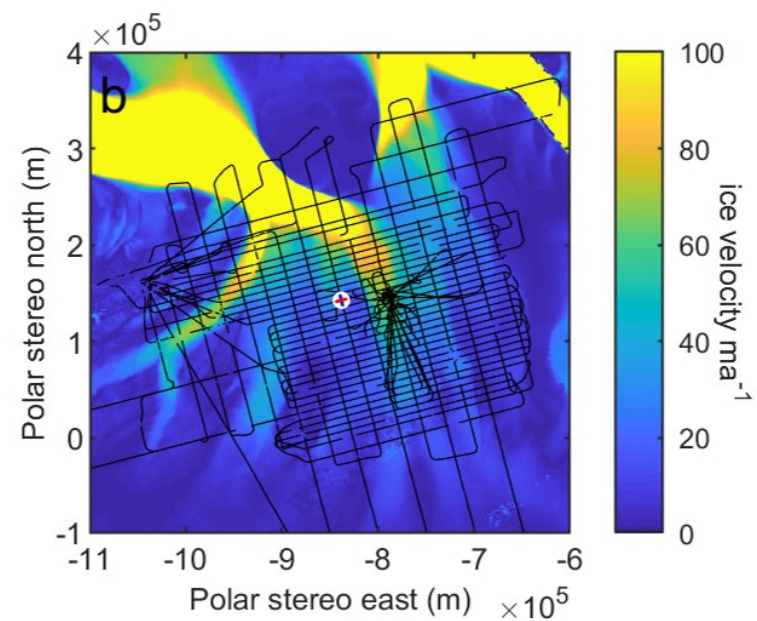 ×10⁵
b
4
3
2
1
0
-1
-11 -10 -9 -8 -7 -6
Polar stereo north (m)
Polar stereo east (m) ×10⁵
100
80
60
40
20
0
ice velocity ma⁻¹